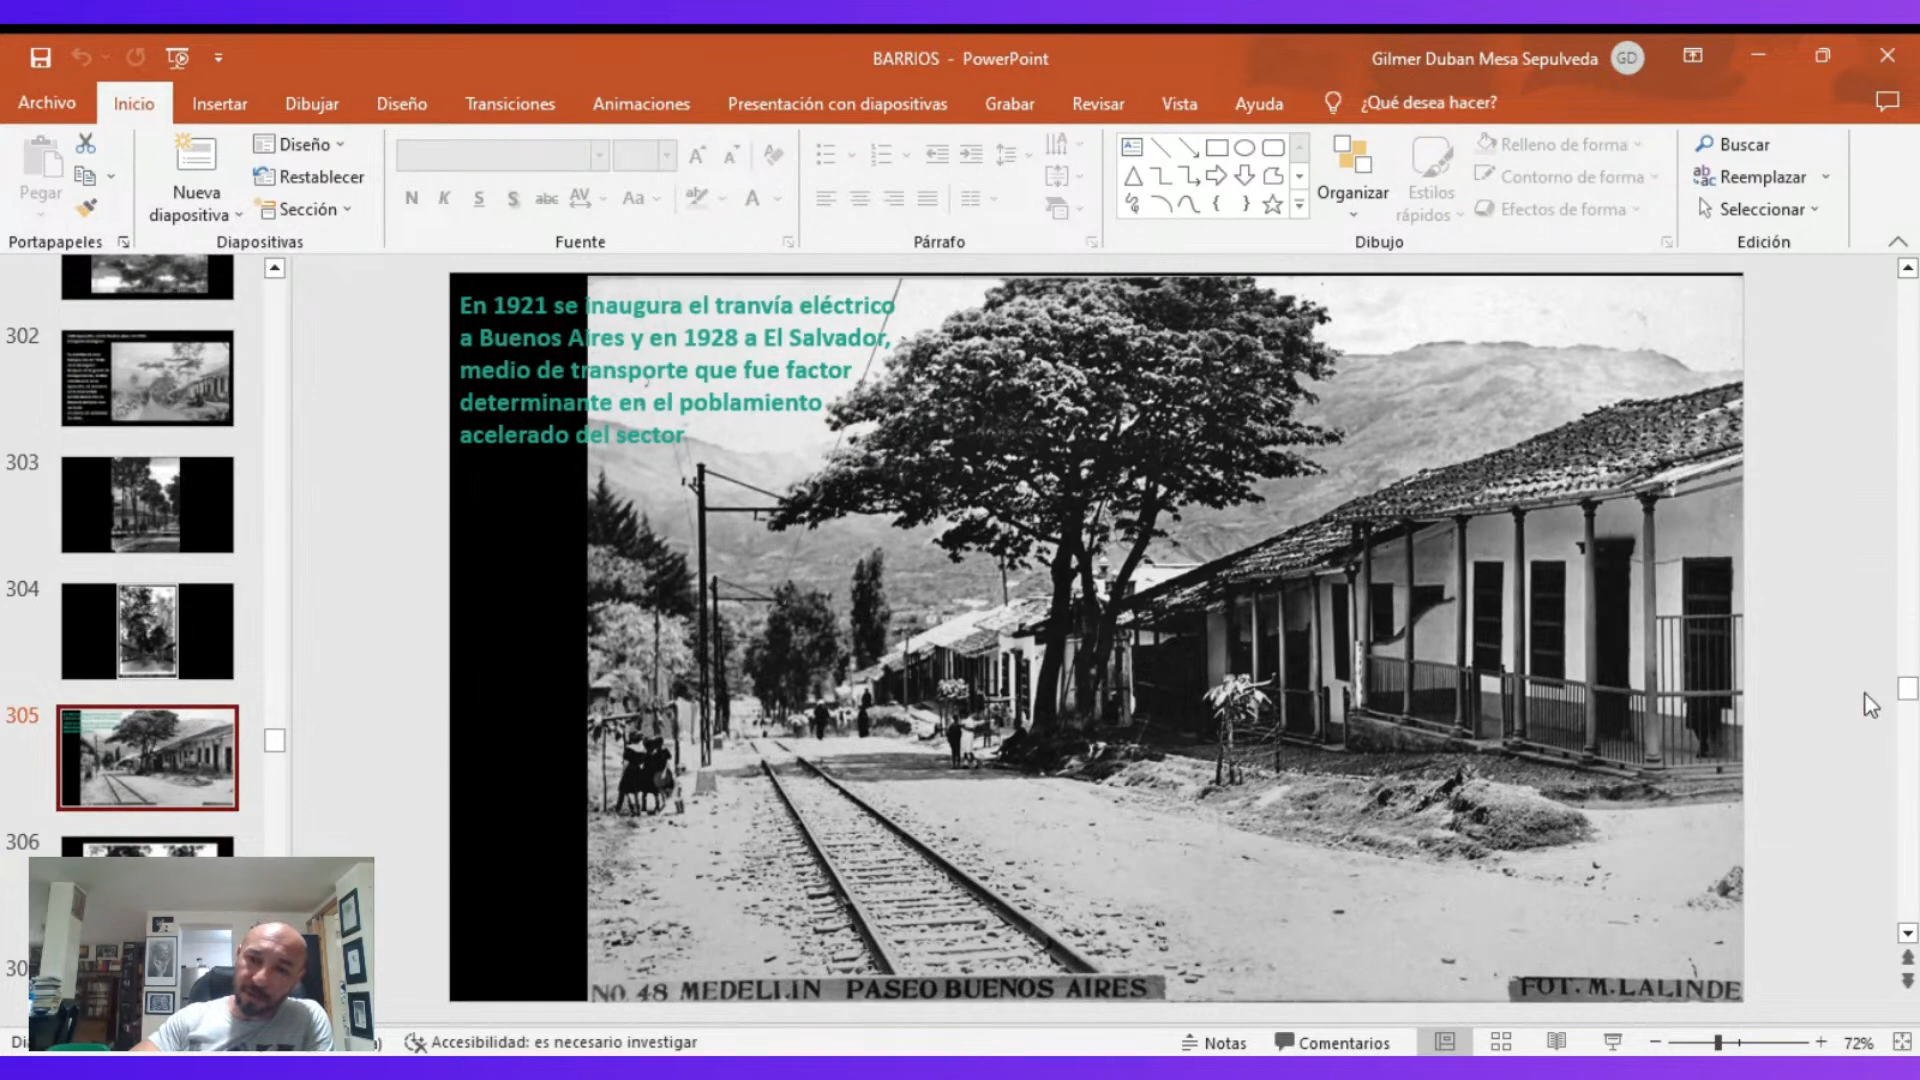 BARRIOS - PowerPoint
Gilmer Duban Mesa Sepulveda
GD
Archivo
Inicio
Insertar
Dibujar
Diseño
Transiciones
Animaciones
Presentación con diapositivas
Grabar
Revisar
Vista
Ayuda
¿Qué desea hacer?
Pegar
Portapapeles
Nueva
diapositiva
Diseño
Restablecer
Sección
Diapositivas
N K S S abc AV Aa A
Fuente
Párrafo
Organizar
Estilos
rápidos
Relleno de forma
Contorno de forma
Efectos de forma
Dibujo
Buscar
Reemplazar
Seleccionar
Edición
302
303
304
305
306
30
En 1921 se inaugura el tranvía eléctrico
a Buenos Aires y en 1928 a El Salvador,
medio de transporte que fue factor
determinante en el poblamiento
acelerado del sector
NO. 48 MEDELLIN PASEO BUENOS AIRES
FOT. M. LALINDE
Accesibilidad: es necesario investigar
Notas
Comentarios
72%